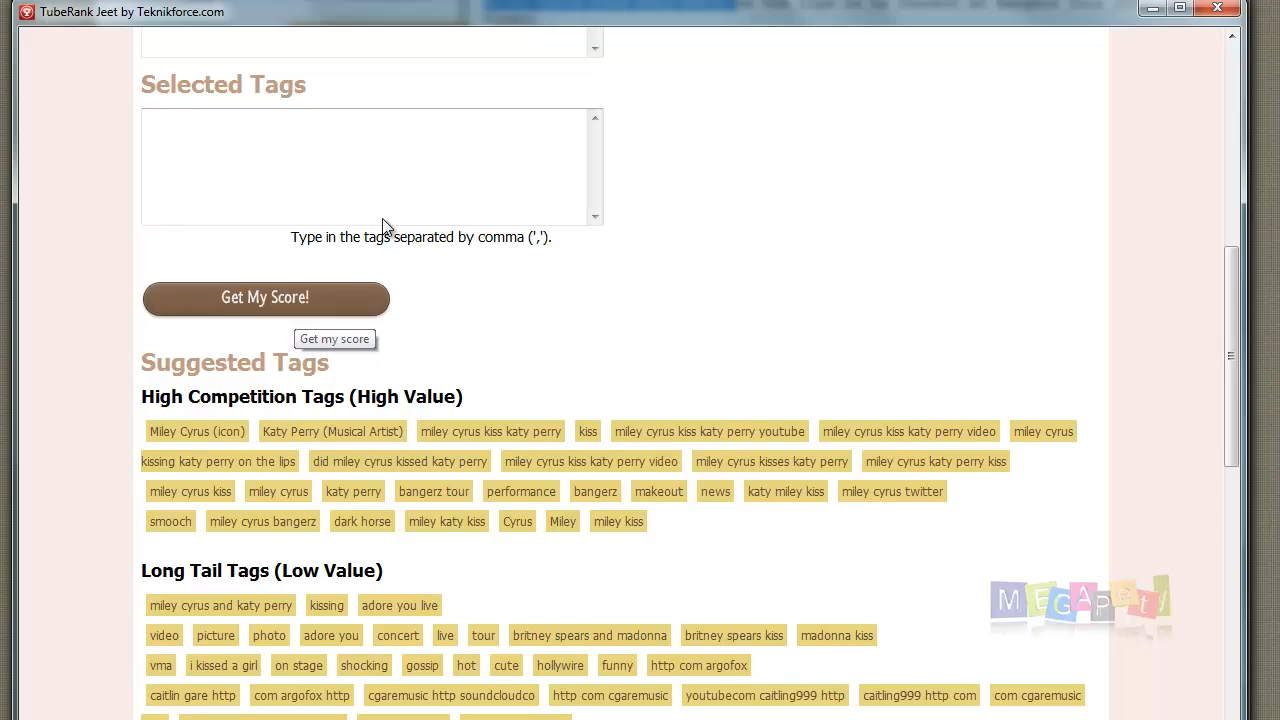 TubeRank Jeet by Teknikforce.com
Selected Tags
Type in the tags separated by comma (',').
Get My Score!
Get my score
Suggested Tags
High Competition Tags (High Value)
Miley Cyrus (icon) Katy Perry (Musical Artist) miley cyrus kiss katy perry kiss miley cyrus kiss katy perry youtube miley cyrus kiss katy perry video miley cyrus
kissing katy perry on the lips did miley cyrus kissed katy perry miley cyrus kiss katy perry video miley cyrus kisses katy perry miley cyrus katy perry kiss
miley cyrus kiss miley cyrus katy perry bangerz tour performance bangerz makeout news katy miley kiss miley cyrus twitter
smooch miley cyrus bangerz dark horse miley katy kiss Cyrus Miley miley kiss
Long Tail Tags (Low Value)
miley cyrus and katy perry kissing adore you live
MEGAPety
video picture photo adore you concert live tour britney spears and madonna britney spears kiss madonna kiss
vma i kissed a girl on stage shocking gossip hot cute hollywire funny http com argofox
caitlin gare http com argofox http cgaremusic http soundcloudco http com cgaremusic youtubecom caitling999 http caitling999 http com com cgaremusic